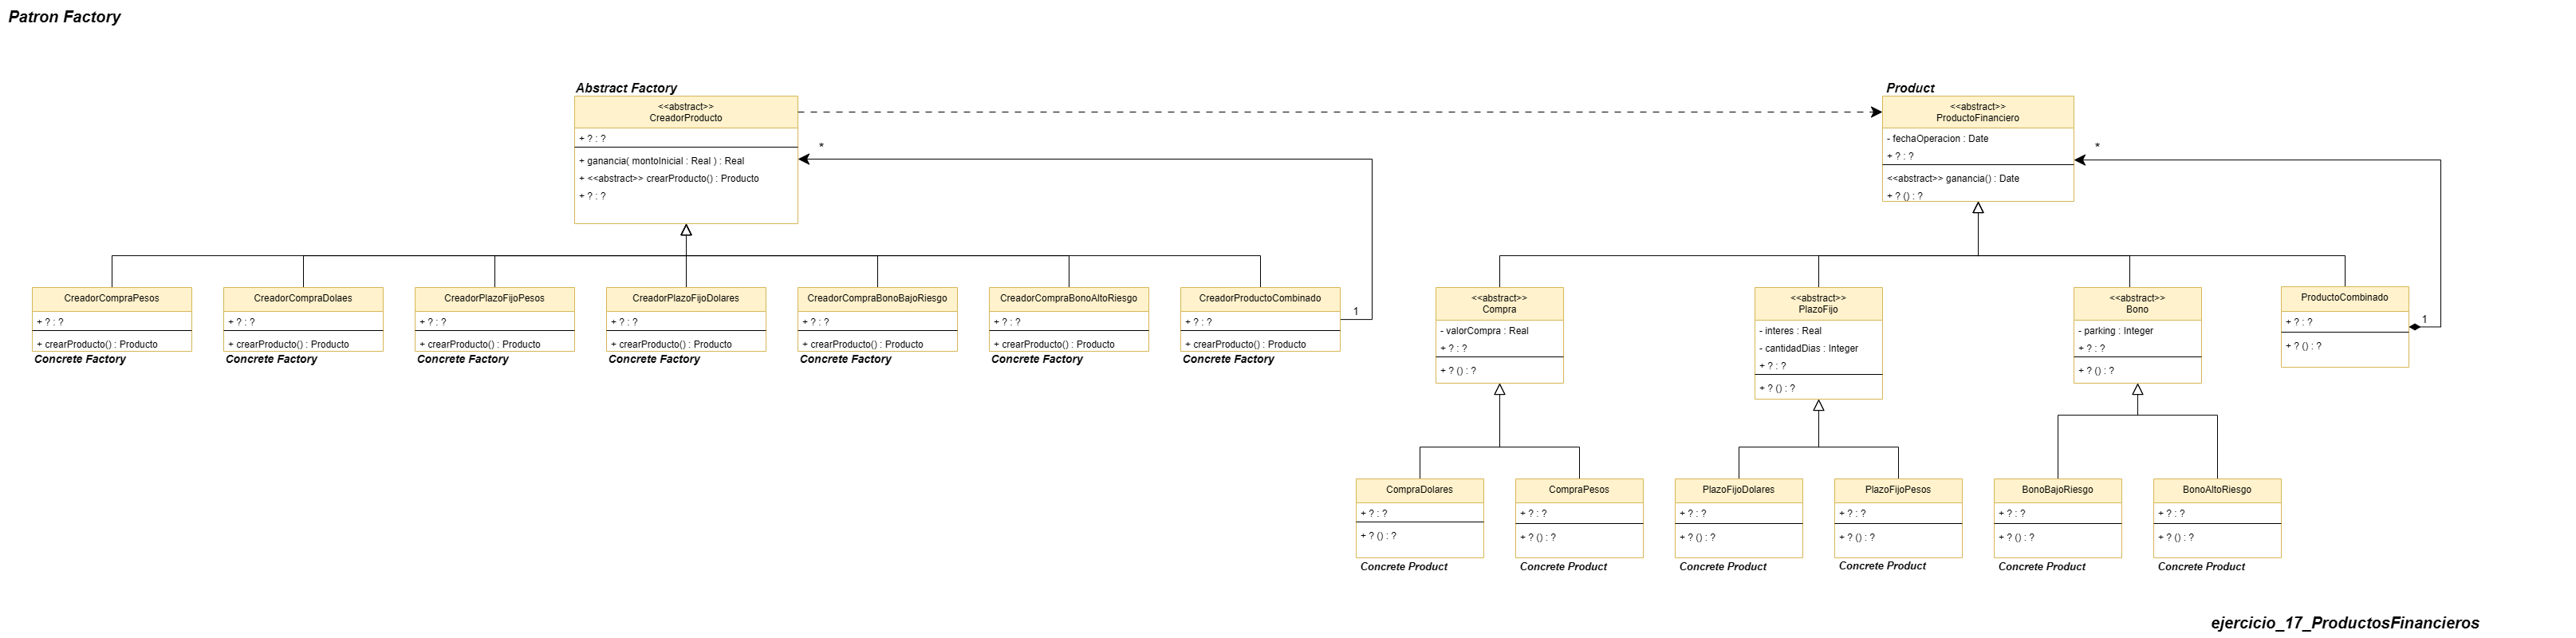 Patron Factory
Abstract Factory
<<abstract>>
CreadorProducto
+ ? : ?
+ ganancia( montoInicial : Real ) : Real
+ <<abstract>> crearProducto() : Producto
+ ? : ?
*
Product
<<abstract>>
ProductoFinanciero
- fechaOperacion : Date
+ ? : ?
<<abstract>> ganancia() : Date
+ ? () : ?
*
CreadorCompraPesos
+ ? : ?
+ crearProducto() : Producto
Concrete Factory
CreadorCompraDolaes
+ ? : ?
+ crearProducto() : Producto
Concrete Factory
CreadorPlazoFijoPesos
+ ? : ?
+ crearProducto() : Producto
Concrete Factory
CreadorPlazoFijoDolares
+ ? : ?
+ crearProducto() : Producto
Concrete Factory
CreadorCompraBonoBajoRiesgo
+ ? : ?
+ crearProducto() : Producto
Concrete Factory
CreadorCompraBonoAltoRiesgo
+ ? : ?
+ crearProducto() : Producto
Concrete Factory
CreadorProductoCombinado
+ ? : ?
+ crearProducto() : Producto
Concrete Factory
1
<<abstract>>
Compra
- valorCompra : Real
+ ? : ?
+ ? () : ?
<<abstract>>
PlazoFijo
- interes : Real
- cantidadDias : Integer
+ ? : ?
+ ? () : ?
<<abstract>>
Bono
- parking : Integer
+ ? : ?
+ ? () : ?
ProductoCombinado
+ ? : ?
+ ? () : ?
1
CompraDolares
+ ? : ?
+ ? () : ?
Concrete Product
CompraPesos
+ ? : ?
+ ? () : ?
Concrete Product
PlazoFijoDolares
+ ? : ?
+ ? () : ?
Concrete Product
PlazoFijoPesos
+ ? : ?
+ ? () : ?
Concrete Product
BonoBajoRiesgo
+ ? : ?
+ ? () : ?
Concrete Product
BonoAltoRiesgo
+ ? : ?
+ ? () : ?
Concrete Product
ejercicio_17_ProductosFinancieros